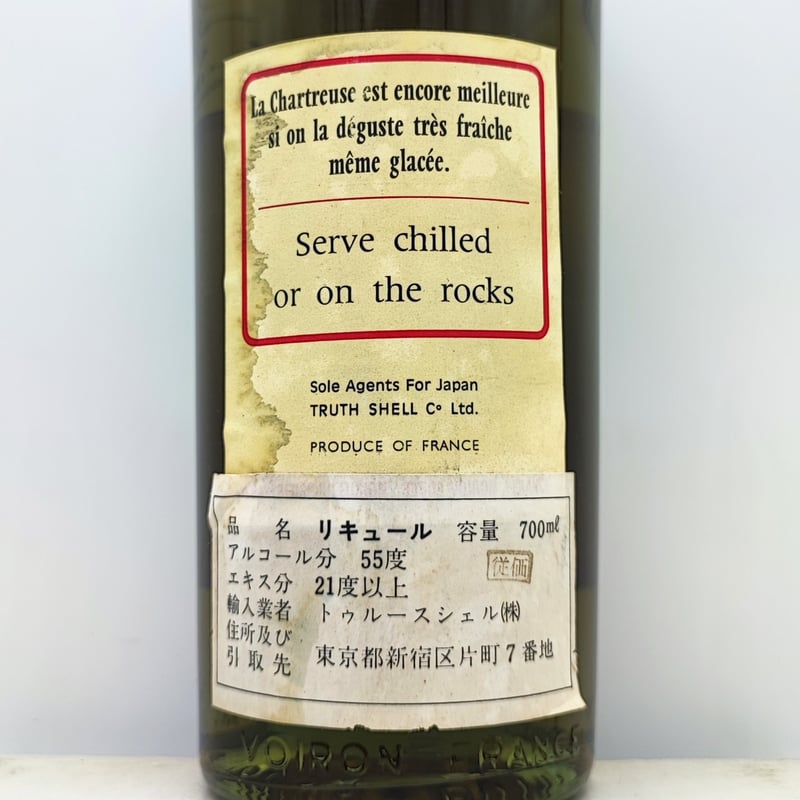 La Chartreuse est encore meilleure
si on la déguste très fraîche
même glacée.
Serve chilled
or on the rocks
Sole Agents For Japan
TRUTH SHELL Co Ltd.
PRODUCE OF FRANCE
品 名 リキュール 容量 700mℓ
アルコール分 55度 従価
エキス分 21度以上
輸入業者 トゥルースシェル㈱
住所及び
引取先 東京都新宿区片町7番地
VOIRON FRANCE